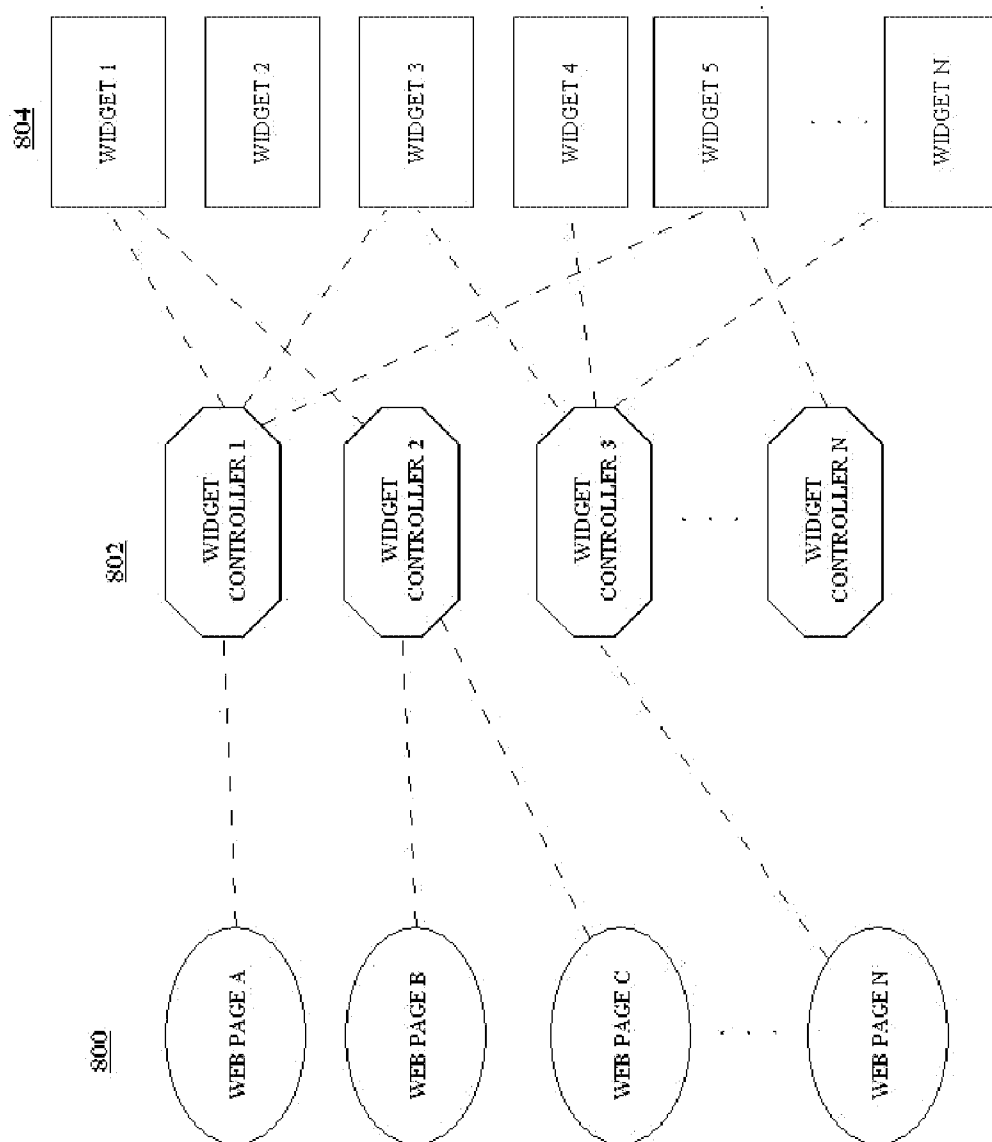 800
WEB PAGE A
WEB PAGE B
WEB PAGE C
WEB PAGE N
802
WIDGET
CONTROLLER 1
WIDGET
CONTROLLER 2
WIDGET
CONTROLLER 3
WIDGET
CONTROLLER N
804
WIDGET 1
WIDGET 2
WIDGET 3
WIDGET 4
WIDGET 5
WIDGET N